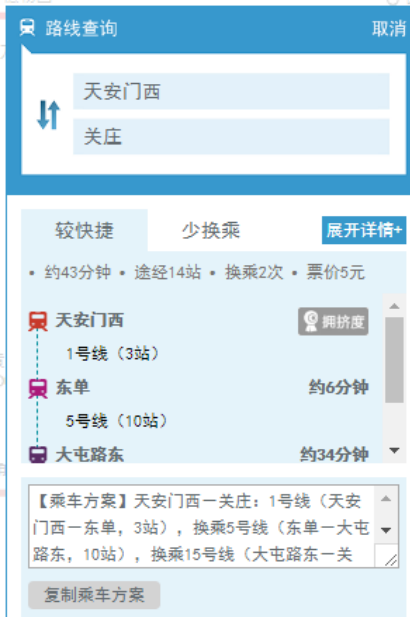 路线查询
取消
天安门西
关庄
较快捷
少换乘
展开详情+
• 约43分钟 • 途经14站 • 换乘2次 • 票价5元
天安门西
拥挤度
1号线（3站）
东单
约6分钟
5号线（10站）
大屯路东
约34分钟
【乘车方案】天安门西－关庄：1号线（天安
门西－东单，3站），换乘5号线（东单－大屯
路东，10站），换乘15号线（大屯路东－关
复制乘车方案